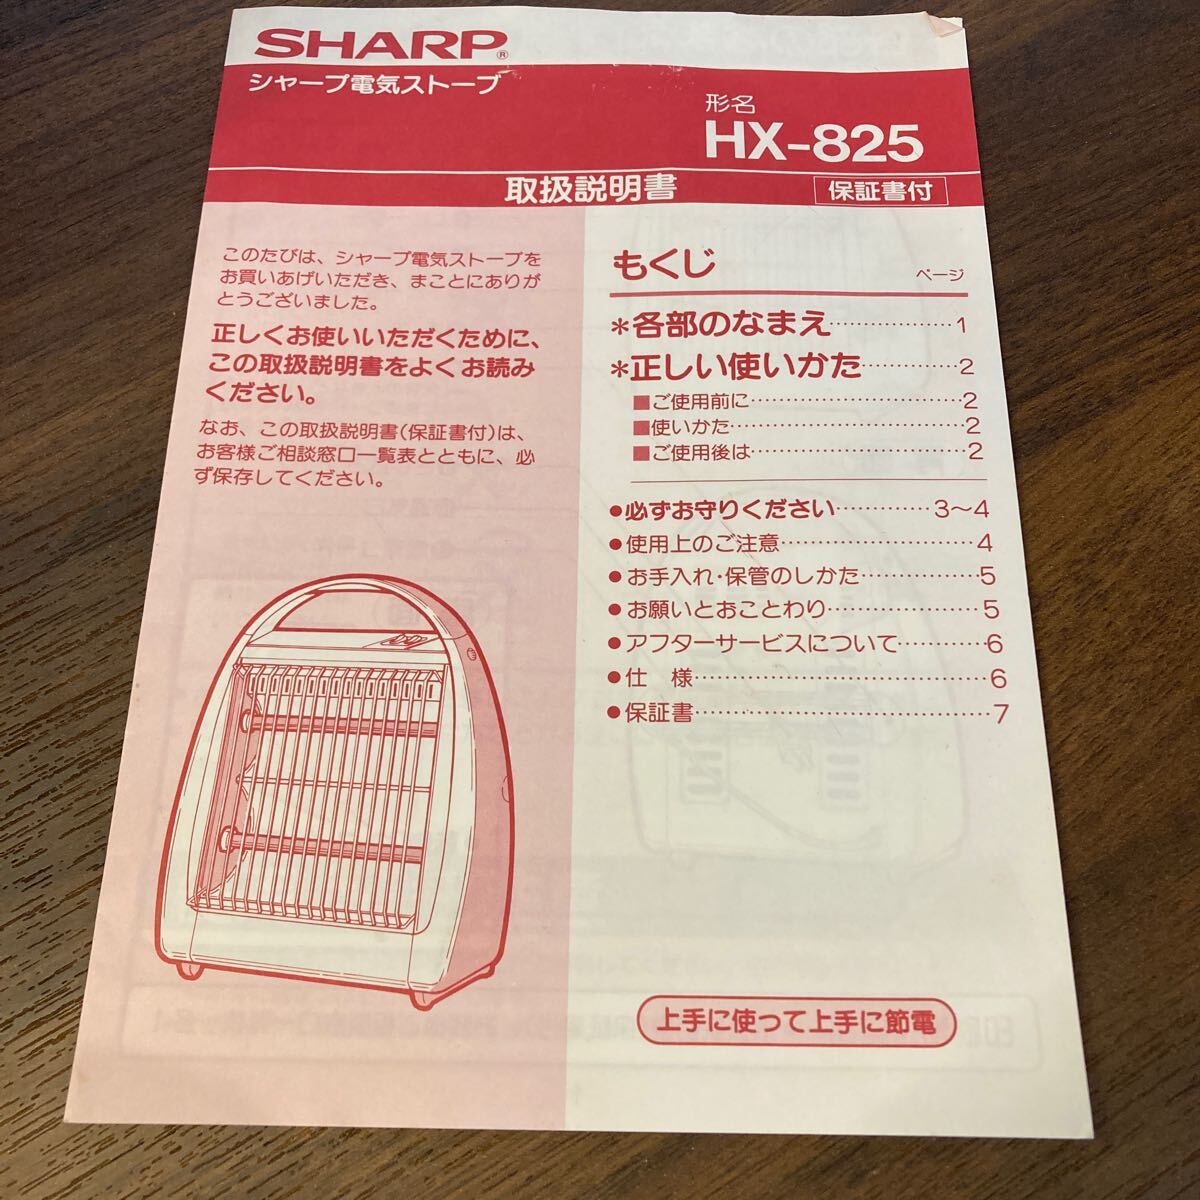 SHARP®
シャープ電気ストーブ
形名
HX-825
取扱説明書
保証書付
このたびは、シャープ電気ストーブを
お買いあげいただき、まことにありが
とうございました。
正しくお使いいただくために、
この取扱説明書をよくお読み
ください。
なお、この取扱説明書(保証書付)は、
お客様ご相談窓口一覧表とともに、必
ず保存してください。
もくじ ページ
＊各部のなまえ………………1
＊正しい使いかた……………2
■ご使用前に…………………………2
■使いかた……………………………2
■ご使用後は…………………………2
●必ずお守りください…………3〜4
●使用上のご注意………………………4
●お手入れ・保管のしかた……………5
●お願いとおことわり…………………5
●アフターサービスについて…………6
●仕　様…………………………………6
●保証書…………………………………7
上手に使って上手に節電